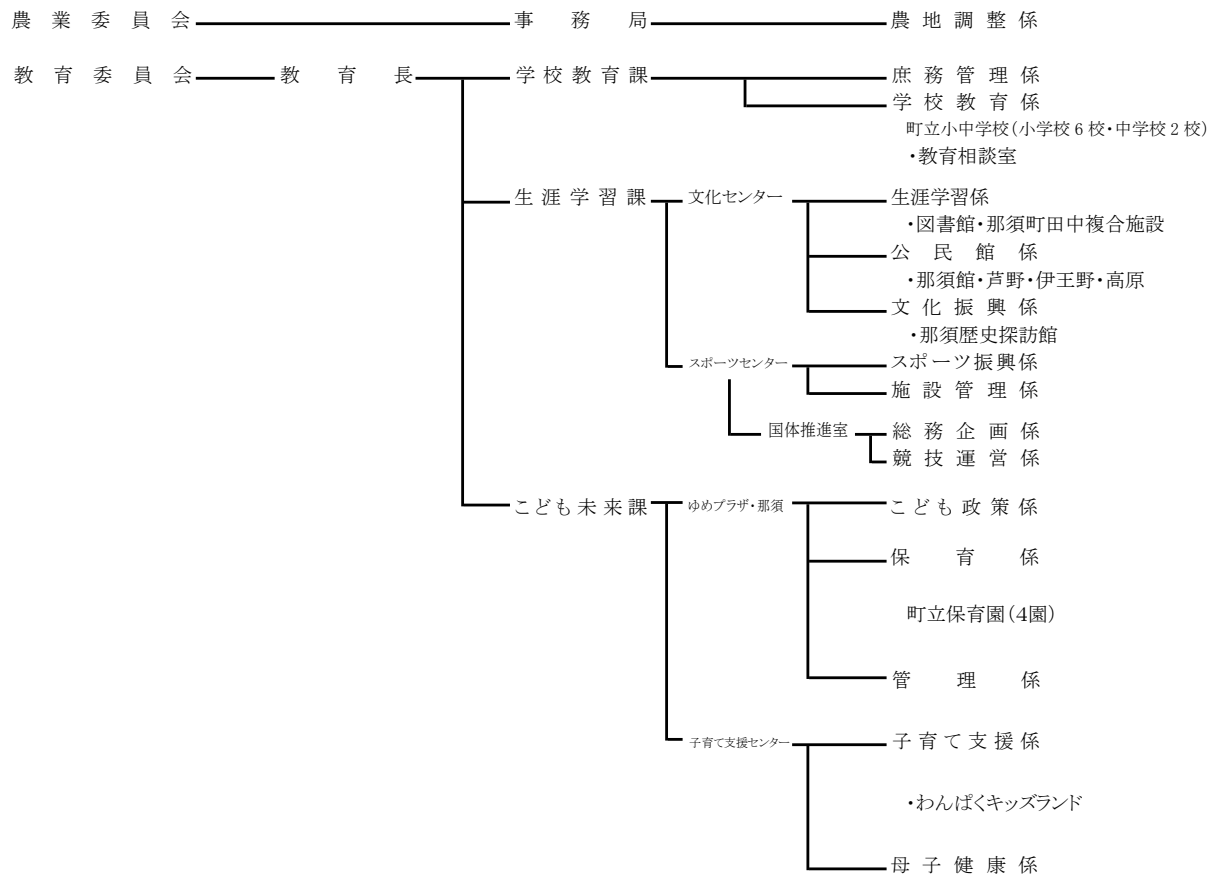 農業委員会 事務局 農地調整係
教育委員会 教育長 学校教育課 庶務管理係
学校教育係
町立小中学校(小学校6校・中学校2校)
・教育相談室
生涯学習課 文化センター 生涯学習係
・図書館・那須町田中複合施設
公民館係
・那須館・芦野・伊王野・高原
文化振興係
・那須歴史探訪館
スポーツセンター スポーツ振興係
施設管理係
国体推進室 総務企画係
競技運営係
こども未来課 ゆめプラザ・那須 こども政策係
保育係
町立保育園(4園)
管理係
子育て支援センター 子育て支援係
・わんぱくキッズランド
母子健康係